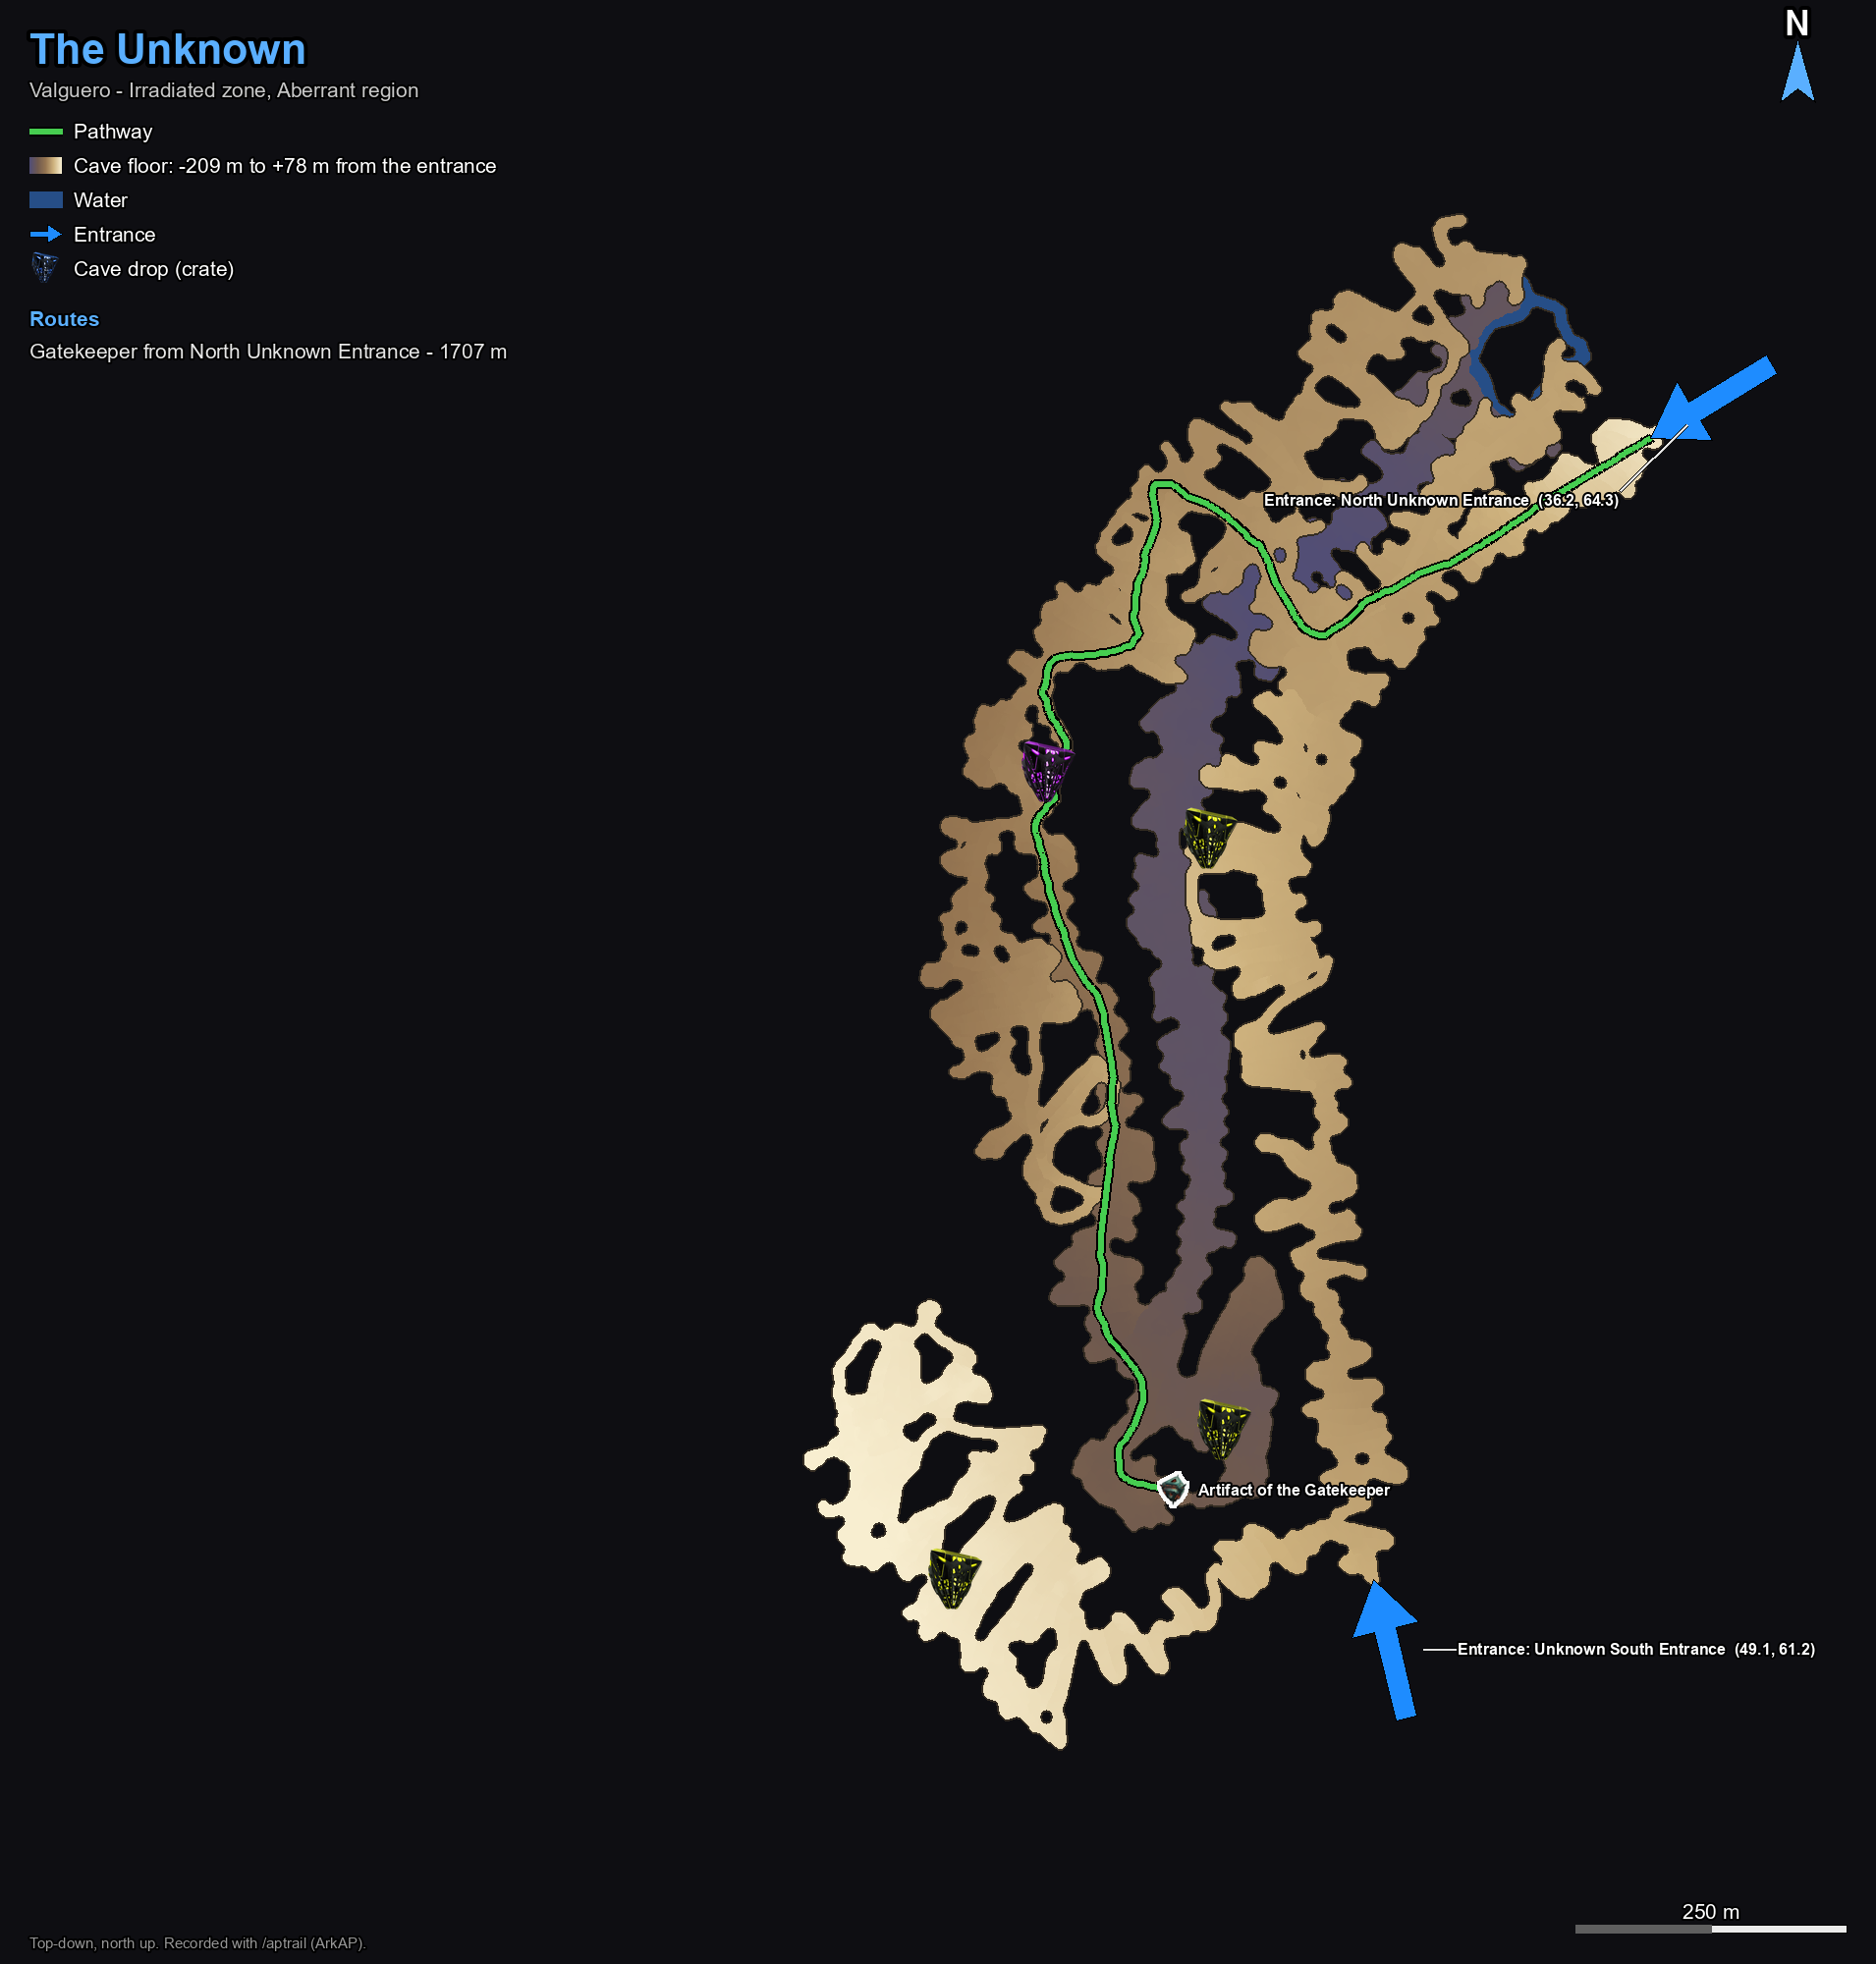 The Unknown
N
Valguero - Irradiated zone, Aberrant region
Pathway
Cave floor: -209 m to +78 m from the entrance
Water
Entrance
Cave drop (crate)
Routes
Gatekeeper from North Unknown Entrance - 1707 m
Entrance: North Unknown Entrance (36.2, 64.3)
Artifact of the Gatekeeper
Entrance: Unknown South Entrance (49.1, 61.2)
250 m
Top-down, north up. Recorded with /aptrail (ArkAP).